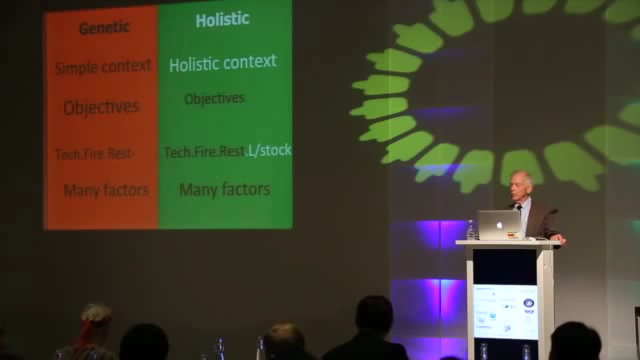 Genetic
Simple context
Objectives
Tech.Fire.Rest-
Many factors
Holistic
Holistic context
Objectives
Tech.Fire.Rest.L/stock
Many factors